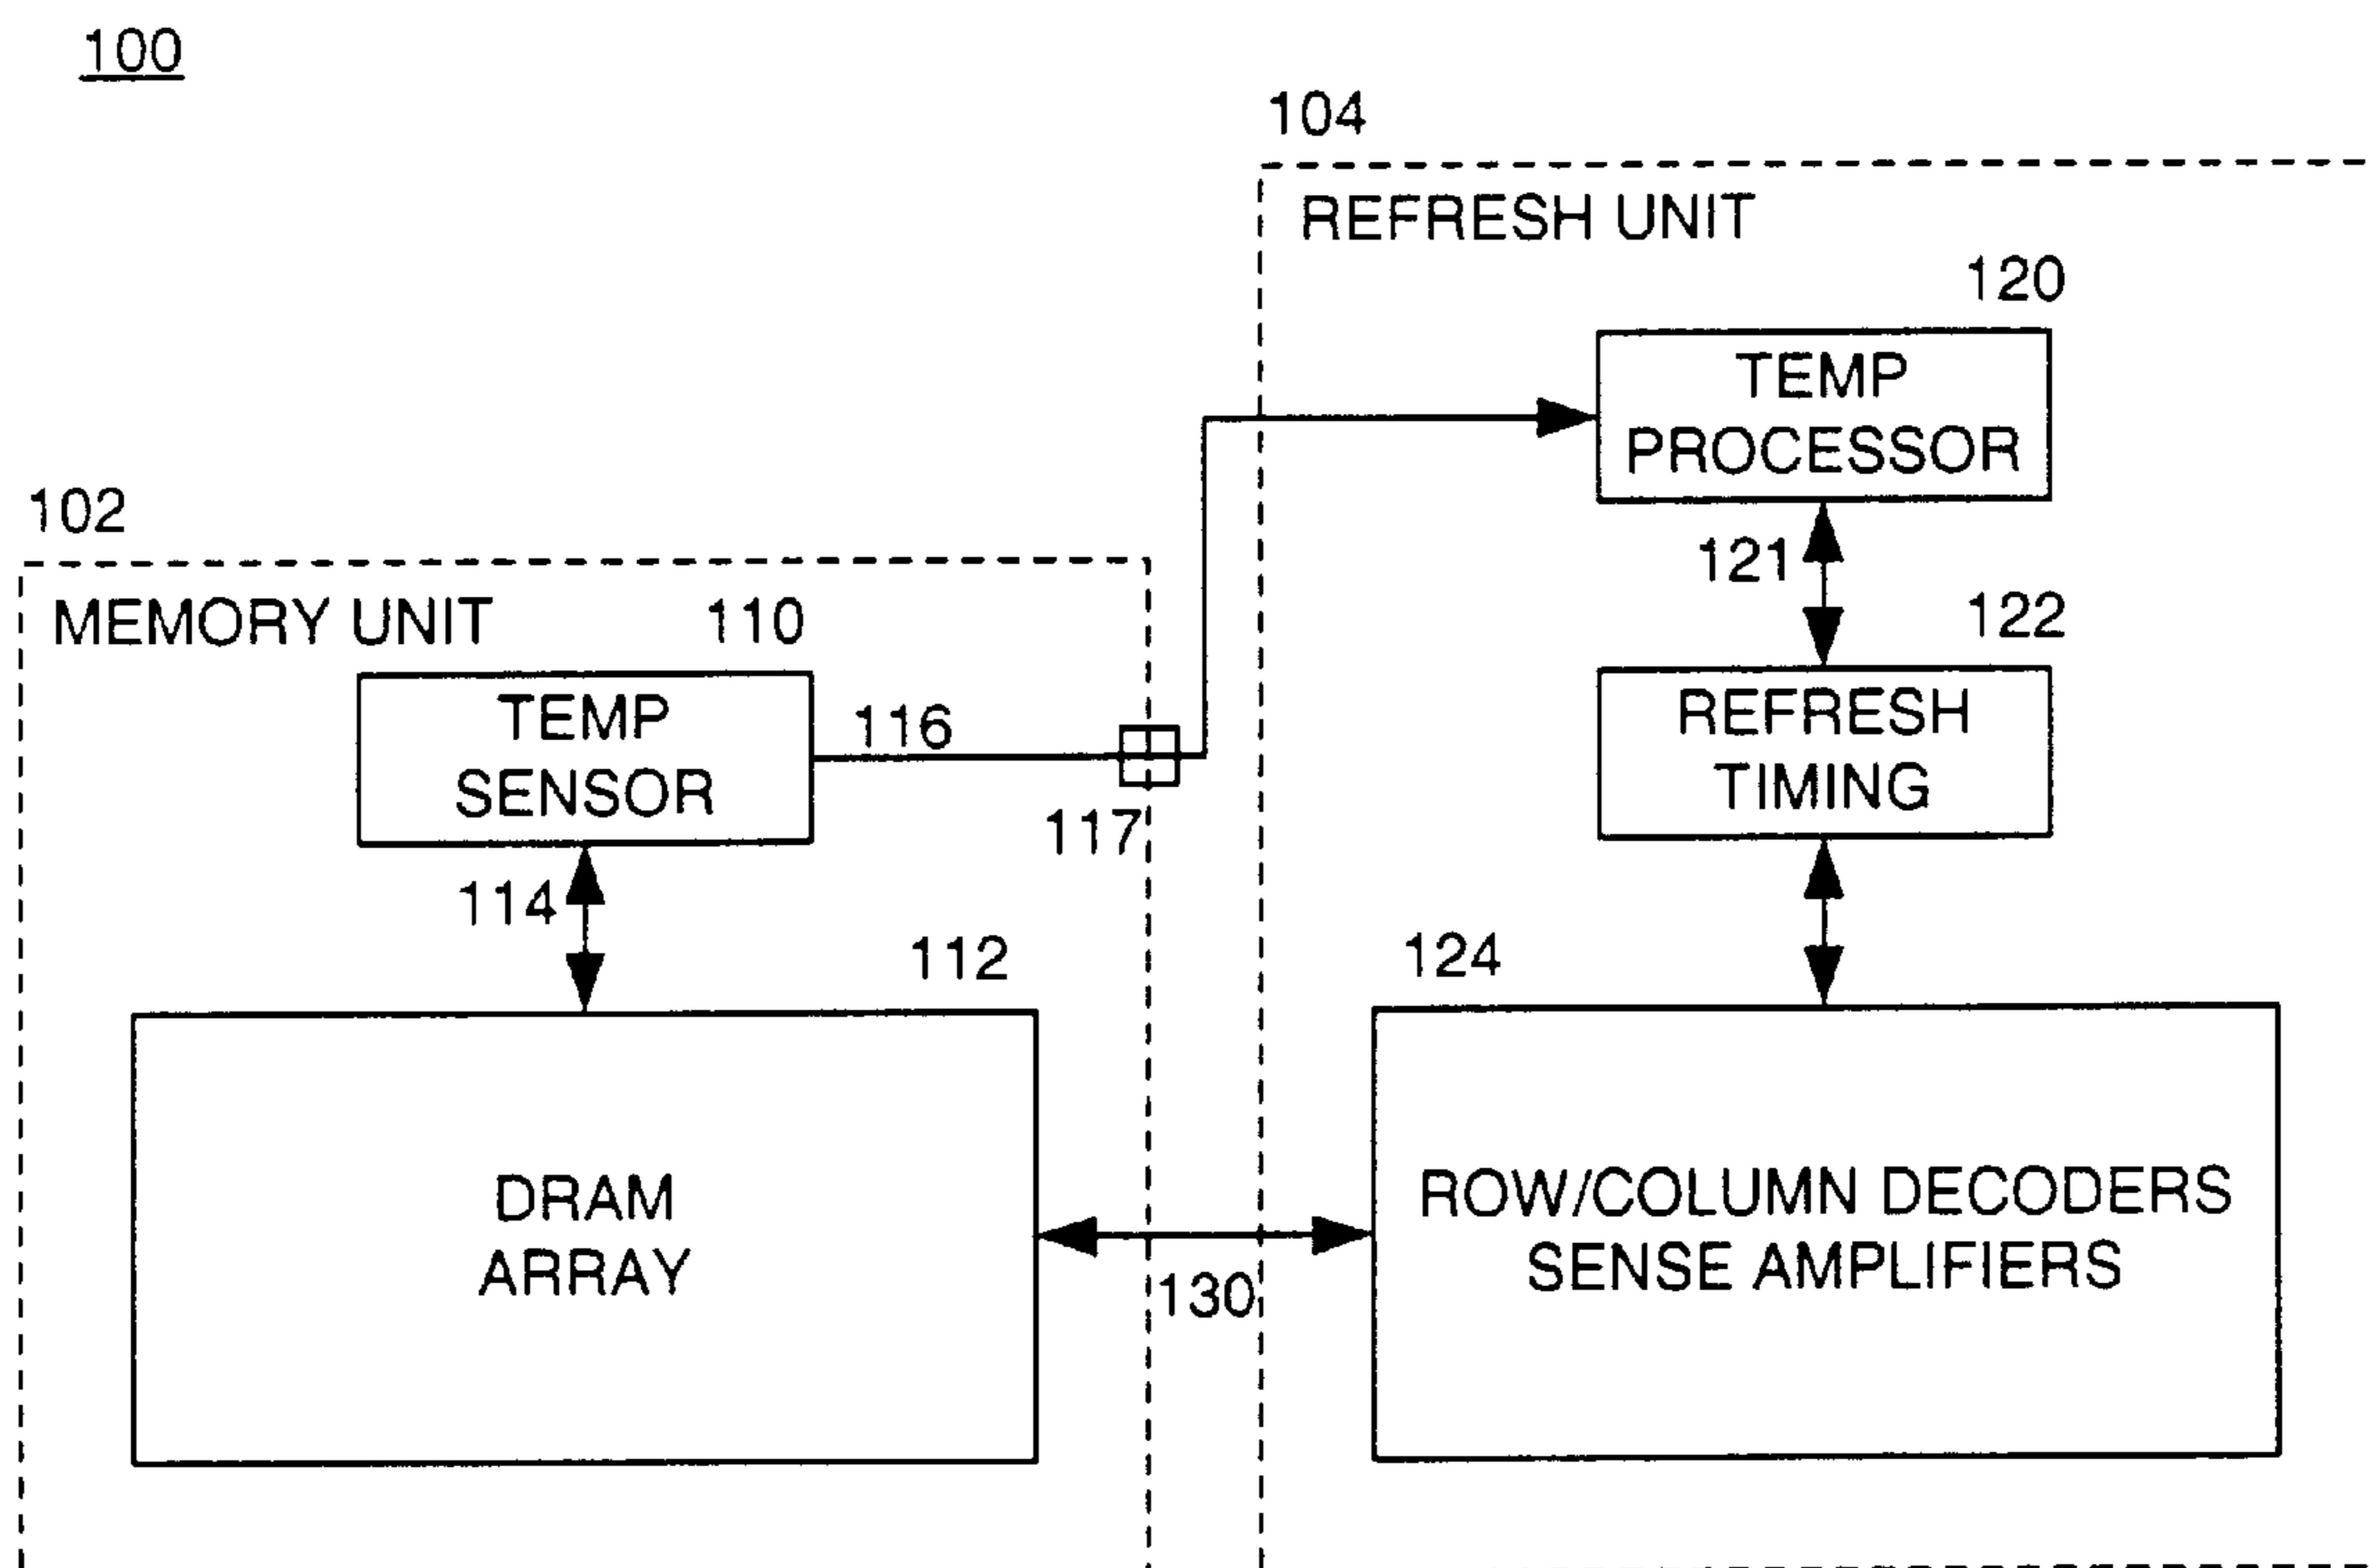 100
104
REFRESH UNIT
120
TEMP
PROCESSOR
102
121
MEMORY UNIT
110
122
TEMP
SENSOR
116
REFRESH
TIMING
117
114
112
124
DRAM
ARRAY
ROW/COLUMN DECODERS
SENSE AMPLIFIERS
130